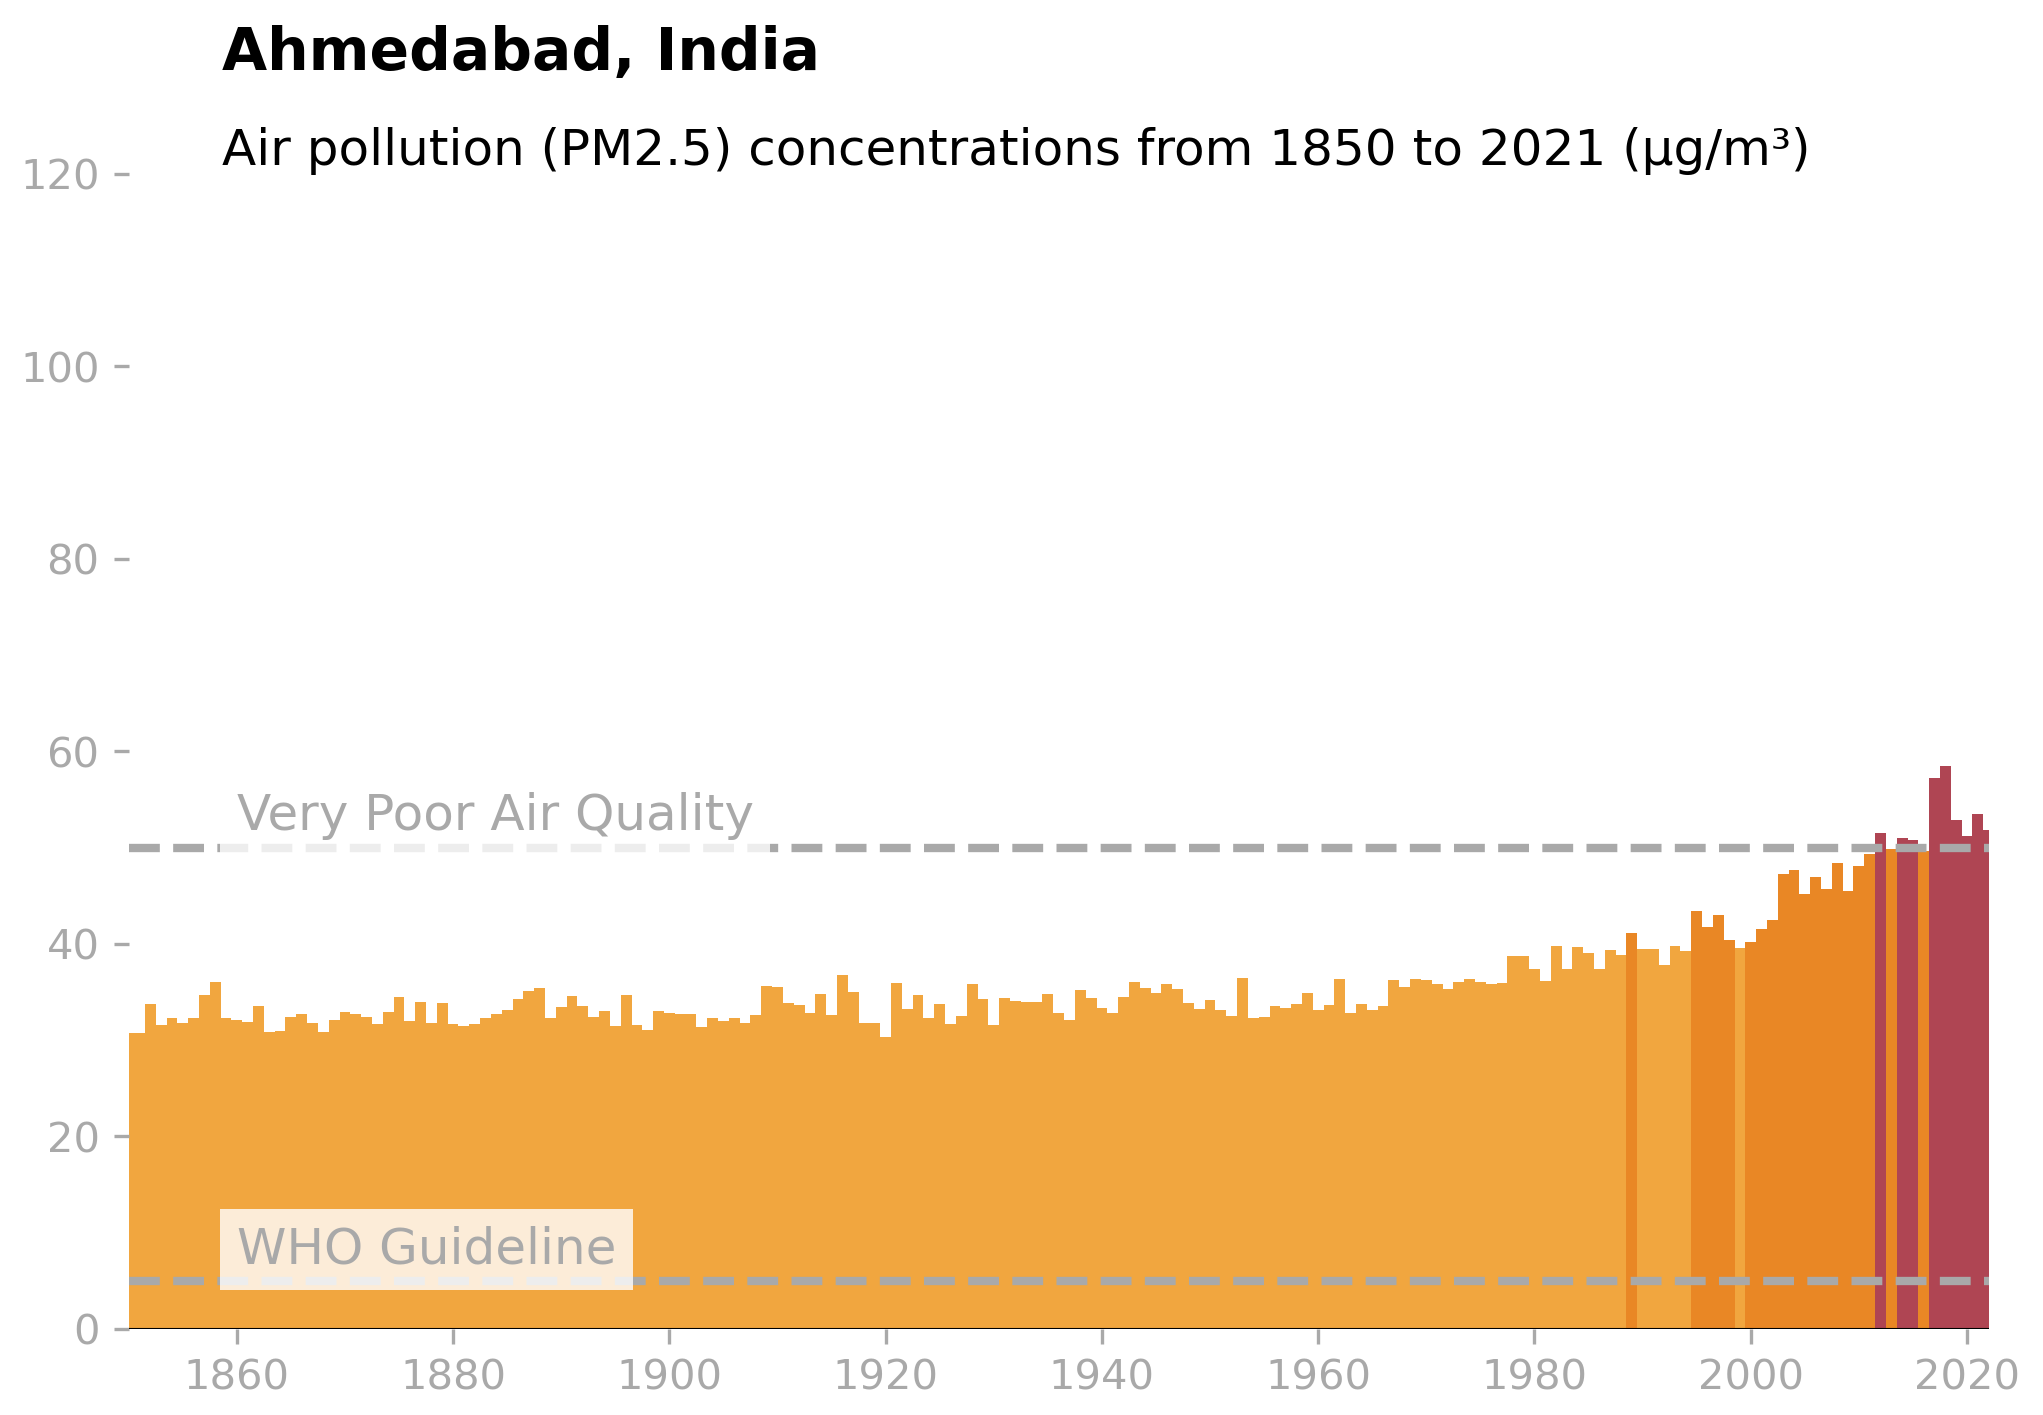 Ahmedabad, India
Air pollution (PM2.5) concentrations from 1850 to 2021 (μg/m³)
120
100
80
60
Very Poor Air Quality
40
20
WHO Guideline
0
1860 1880 1900 1920 1940 1960 1980 2000 2020